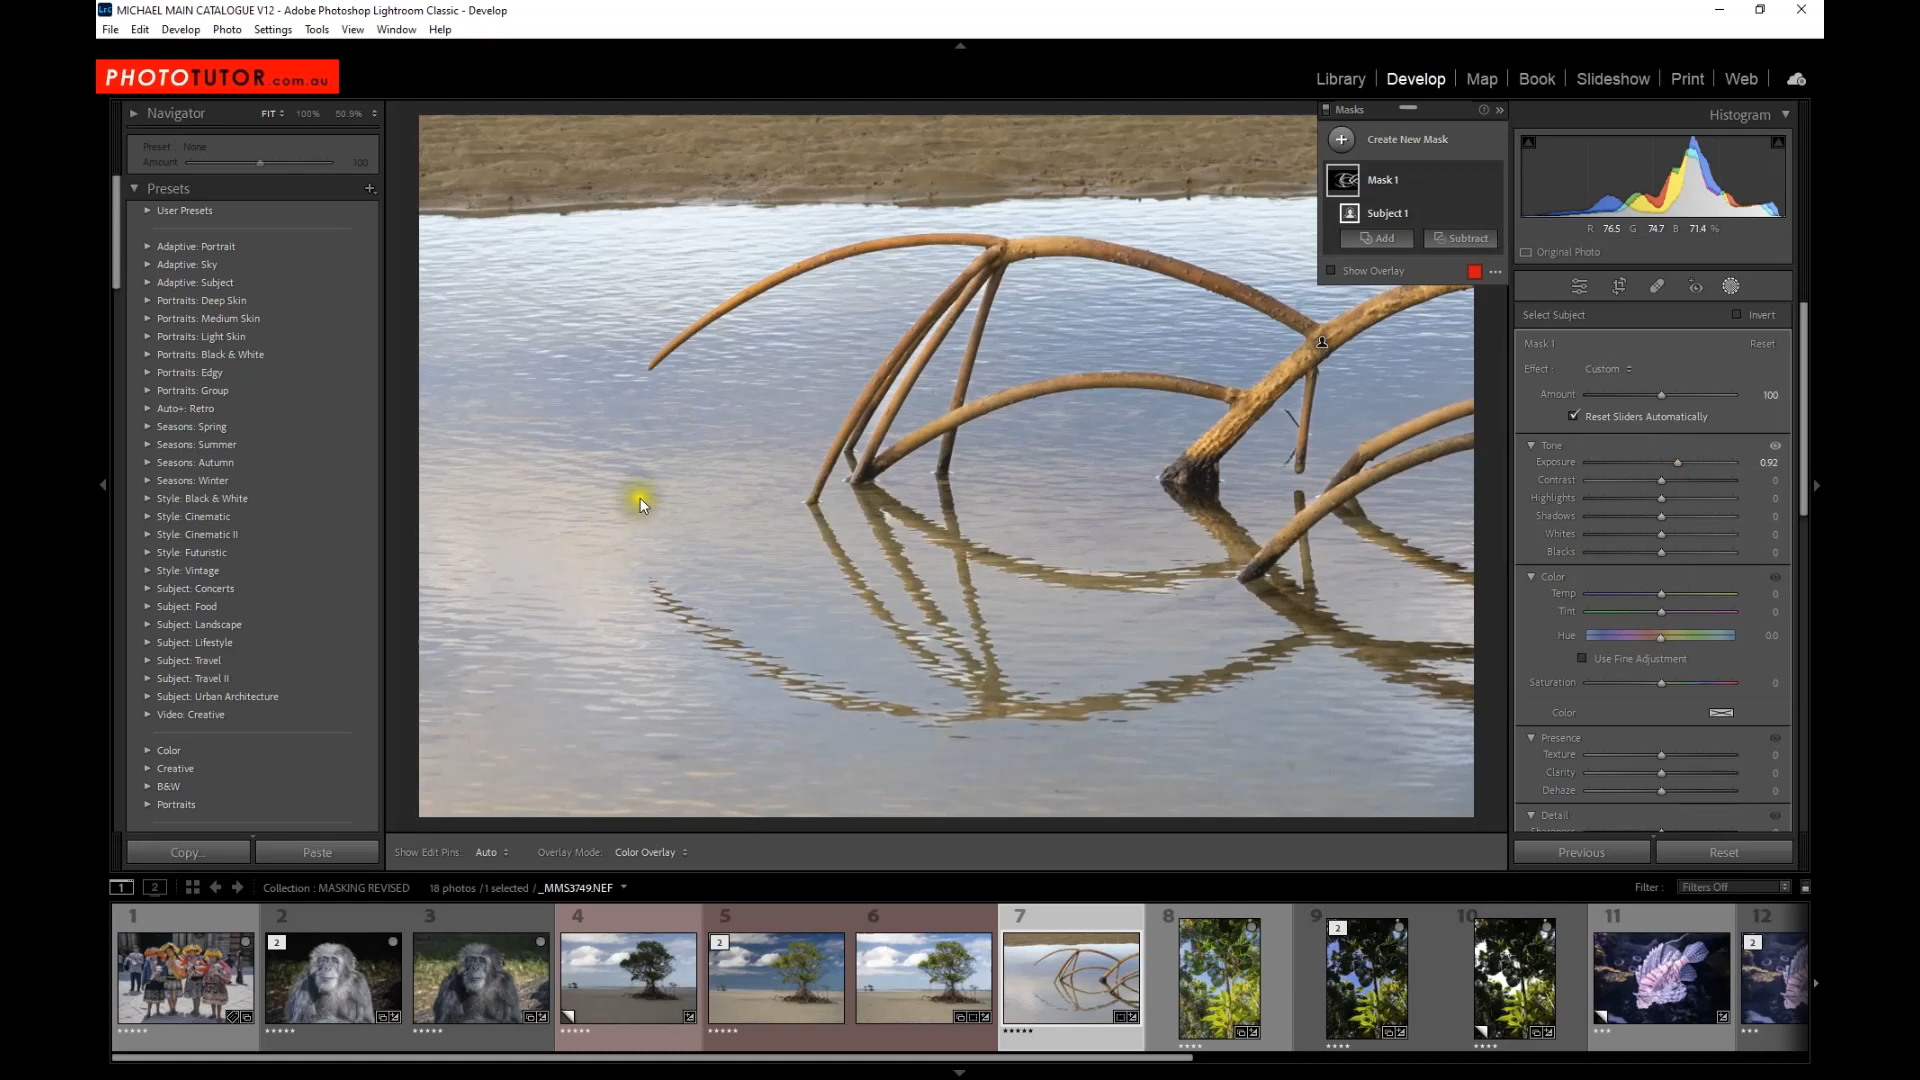 MICHAEL MAIN CATALOGUE V12 - Adobe Photoshop Lightroom Classic - Develop
File Edit Develop Photo Settings Tools View Window Help
PHOTOTUTOR.com.au
Library Develop Map Book Slideshow Print Web
Navigator FIT 100% 50.9%
Preset: None
Amount 100
Presets
User Presets
Adaptive: Portrait
Adaptive: Sky
Adaptive: Subject
Portraits: Deep Skin
Portraits: Medium Skin
Portraits: Light Skin
Portraits: Black & White
Portraits: Edgy
Portraits: Group
Auto+: Retro
Seasons: Spring
Seasons: Summer
Seasons: Autumn
Seasons: Winter
Style: Black & White
Style: Cinematic
Style: Cinematic II
Style: Futuristic
Style: Vintage
Subject: Concerts
Subject: Food
Subject: Landscape
Subject: Lifestyle
Subject: Travel
Subject: Travel II
Subject: Urban Architecture
Video: Creative
Color
Creative
B&W
Portraits
Copy... Paste
Masks
Create New Mask
Mask 1
Subject 1
Add Subtract
Show Overlay
Histogram
R 76.5 G 74.7 B 71.4 %
Original Photo
Select Subject Invert
Mask 1 Reset
Effect: Custom
Amount 100
Reset Sliders Automatically
Tone
Exposure 0.92
Contrast 0
Highlights 0
Shadows 0
Whites 0
Blacks 0
Color
Temp 0
Tint 0
Hue 0.0
Use Fine Adjustment
Saturation 0
Color
Presence
Texture 0
Clarity 0
Dehaze 0
Detail
Previous Reset
Show Edit Pins: Auto Overlay Mode: Color Overlay
1 2 Collection : MASKING REVISED 18 photos / 1 selected / _MMS3749.NEF Filter : Filters Off
1 2 3 4 5 6 7 8 9 10 11 12
2 2 2 2